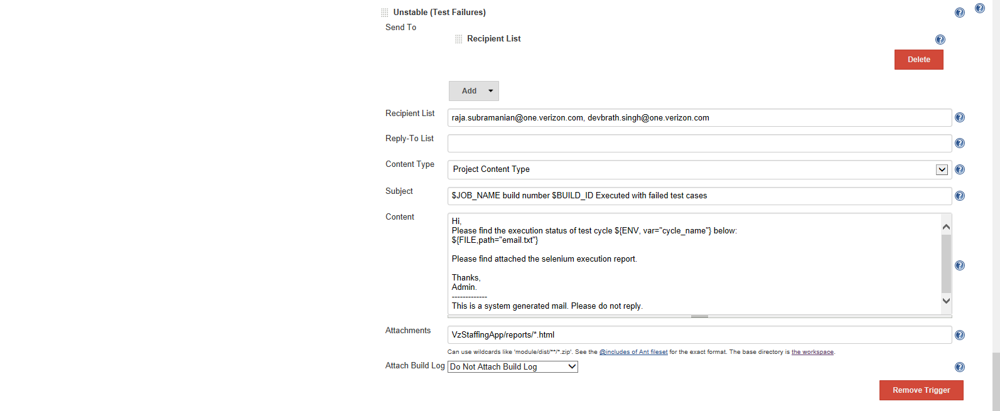 Unstable (Test Failures)
Send To
Recipient List
Delete
Add
Recipient List
raja.subramanian@one.verizon.com, devbrath.singh@one.verizon.com
Reply-To List
Content Type
Project Content Type
Subject
$JOB_NAME build number $BUILD_ID Executed with failed test cases
Content
Hi,
Please find the execution status of test cycle ${ENV, var="cycle_name"} below:
${FILE,path="email.txt"}
Please find attached the selenium execution report.
Thanks,
Admin.
-------------
This is a system generated mail. Please do not reply.
Attachments
VzStaffingApp/reports/*.html
Can use wildcards like 'module/dist/**/*.zip'. See the @includes of Ant fileset for the exact format. The base directory is the workspace.
Attach Build Log
Do Not Attach Build Log
Remove Trigger